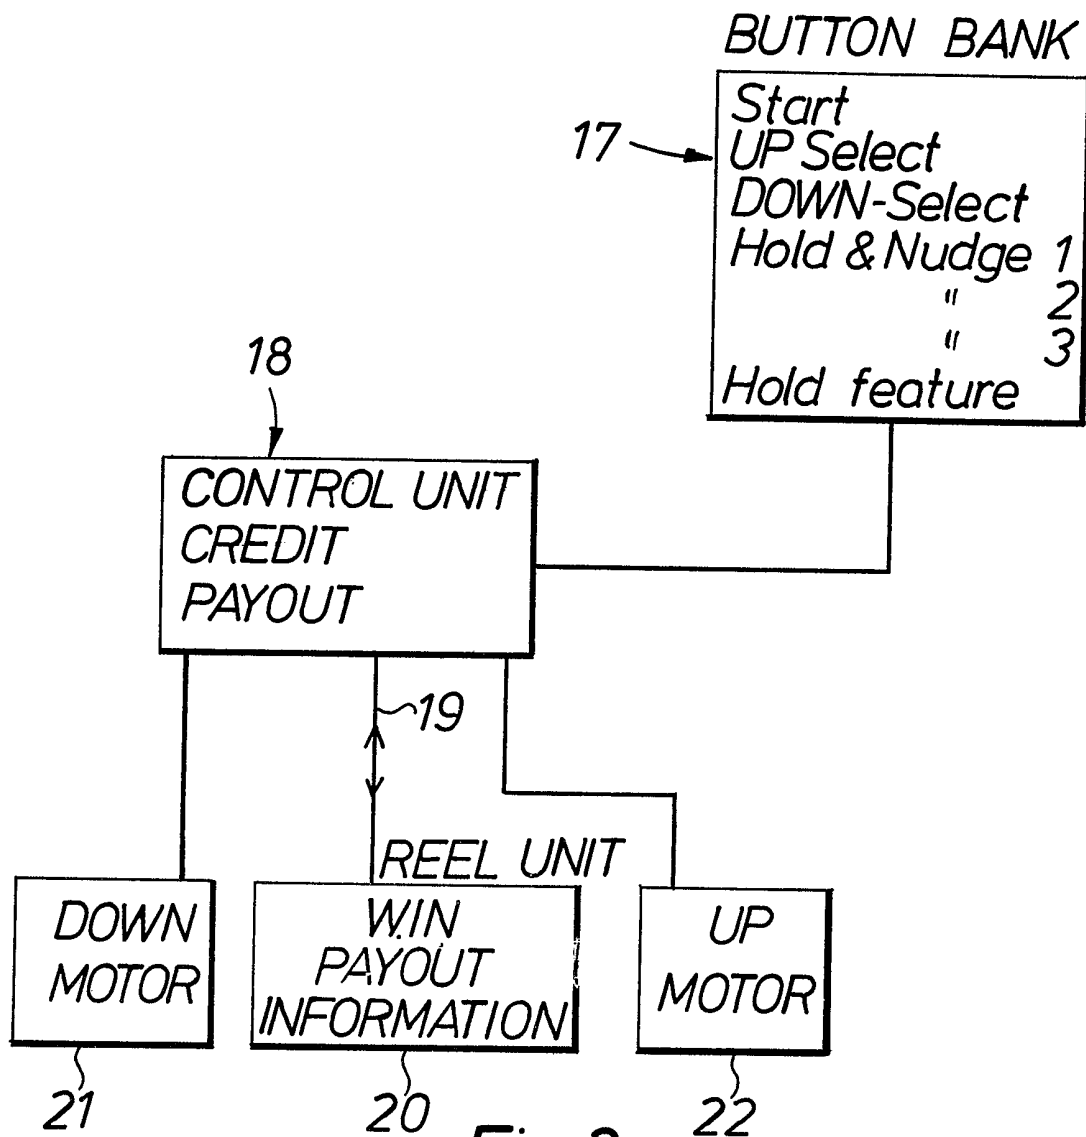 BUTTON BANK
Start
UP Select
DOWN-Select
Hold & Nudge 1
" 2
" 3
Hold feature
17
18
CONTROL UNIT
CREDIT
PAYOUT
19
REEL UNIT
DOWN
MOTOR
WIN
PAYOUT
INFORMATION
UP
MOTOR
21
20
22